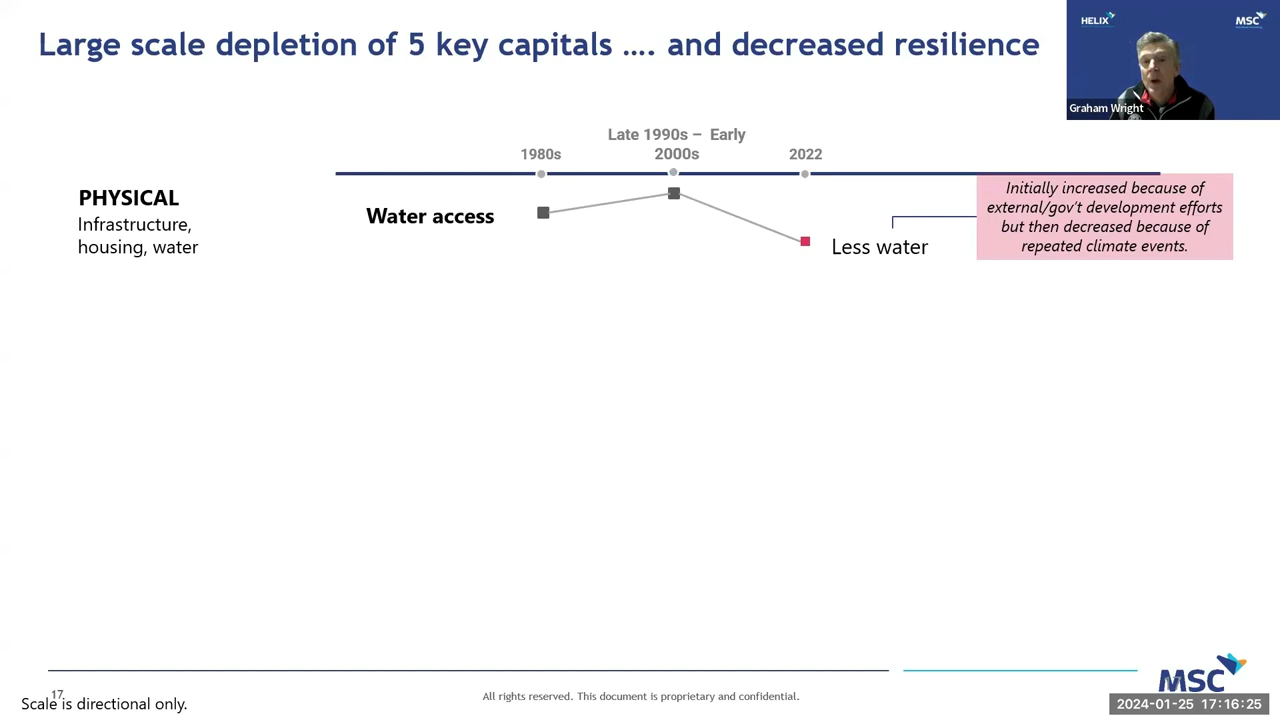 Large scale depletion of 5 key capitals .... and decreased resilience
HELIX
MSC
Graham Wright
Late 1990s – Early
1980s
2000s
2022
PHYSICAL
Infrastructure,
housing, water
Water access
Less water
Initially increased because of
external/gov't development efforts
but then decreased because of
repeated climate events.
17
Scale is directional only.
All rights reserved. This document is proprietary and confidential.
MSC
2024-01-25 17:16:25